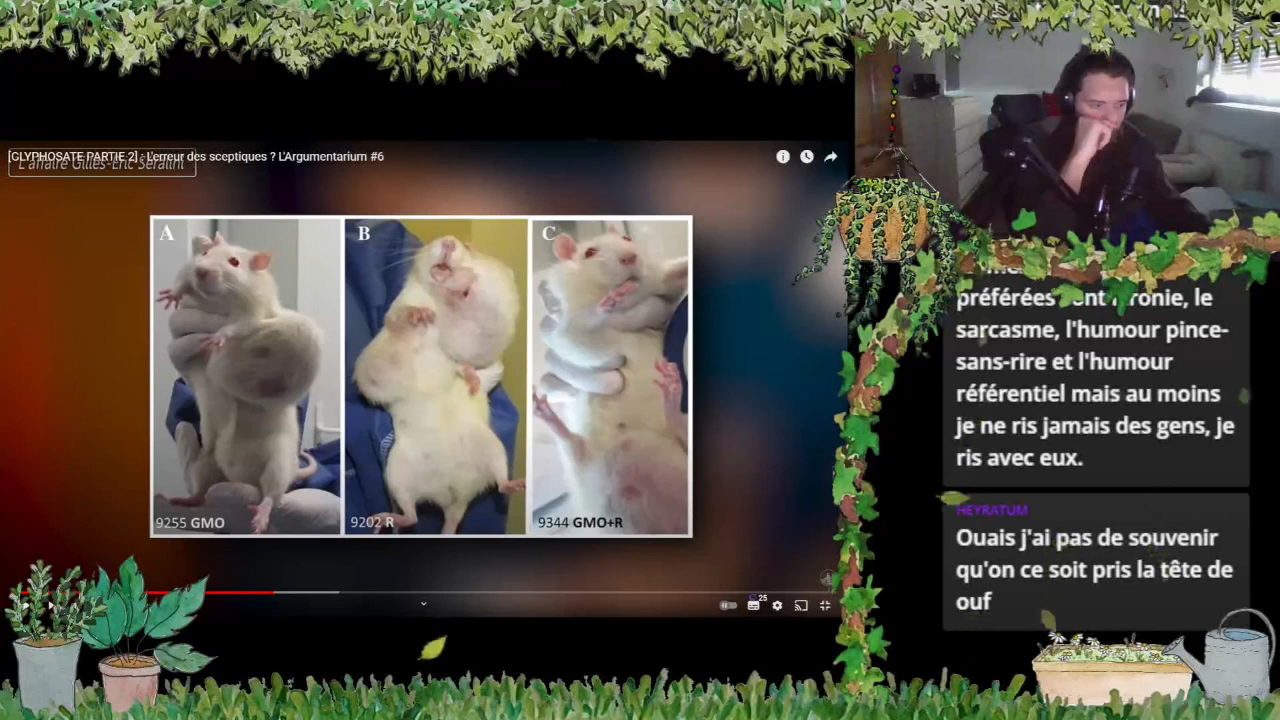 [GLYPHOSATE PARTIE 2] : L'erreur des sceptiques ? L'Argumentarium #6
L'affaire Gilles-Eric Séralini
A
B
C
9255 GMO
9202 R
9344 GMO+R
25
préférées sont l'ironie, le
sarcasme, l'humour pince-
sans-rire et l'humour
référentiel mais au moins
je ne ris jamais des gens, je
ris avec eux.
HEYRATUM
Ouais j'ai pas de souvenir
qu'on ce soit pris la tête de
ouf